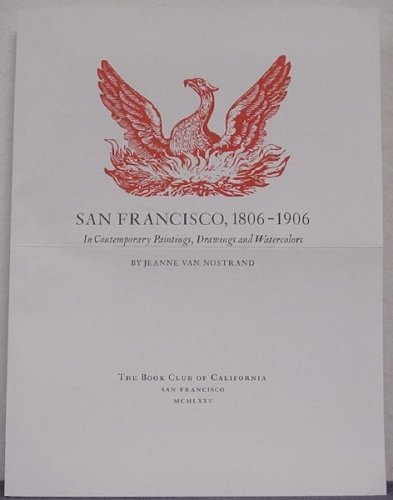 SAN FRANCISCO, 1806–1906
In Contemporary Paintings, Drawings and Watercolors
BY JEANNE VAN NOSTRAND
THE BOOK CLUB OF CALIFORNIA
SAN FRANCISCO
MCMLXXV